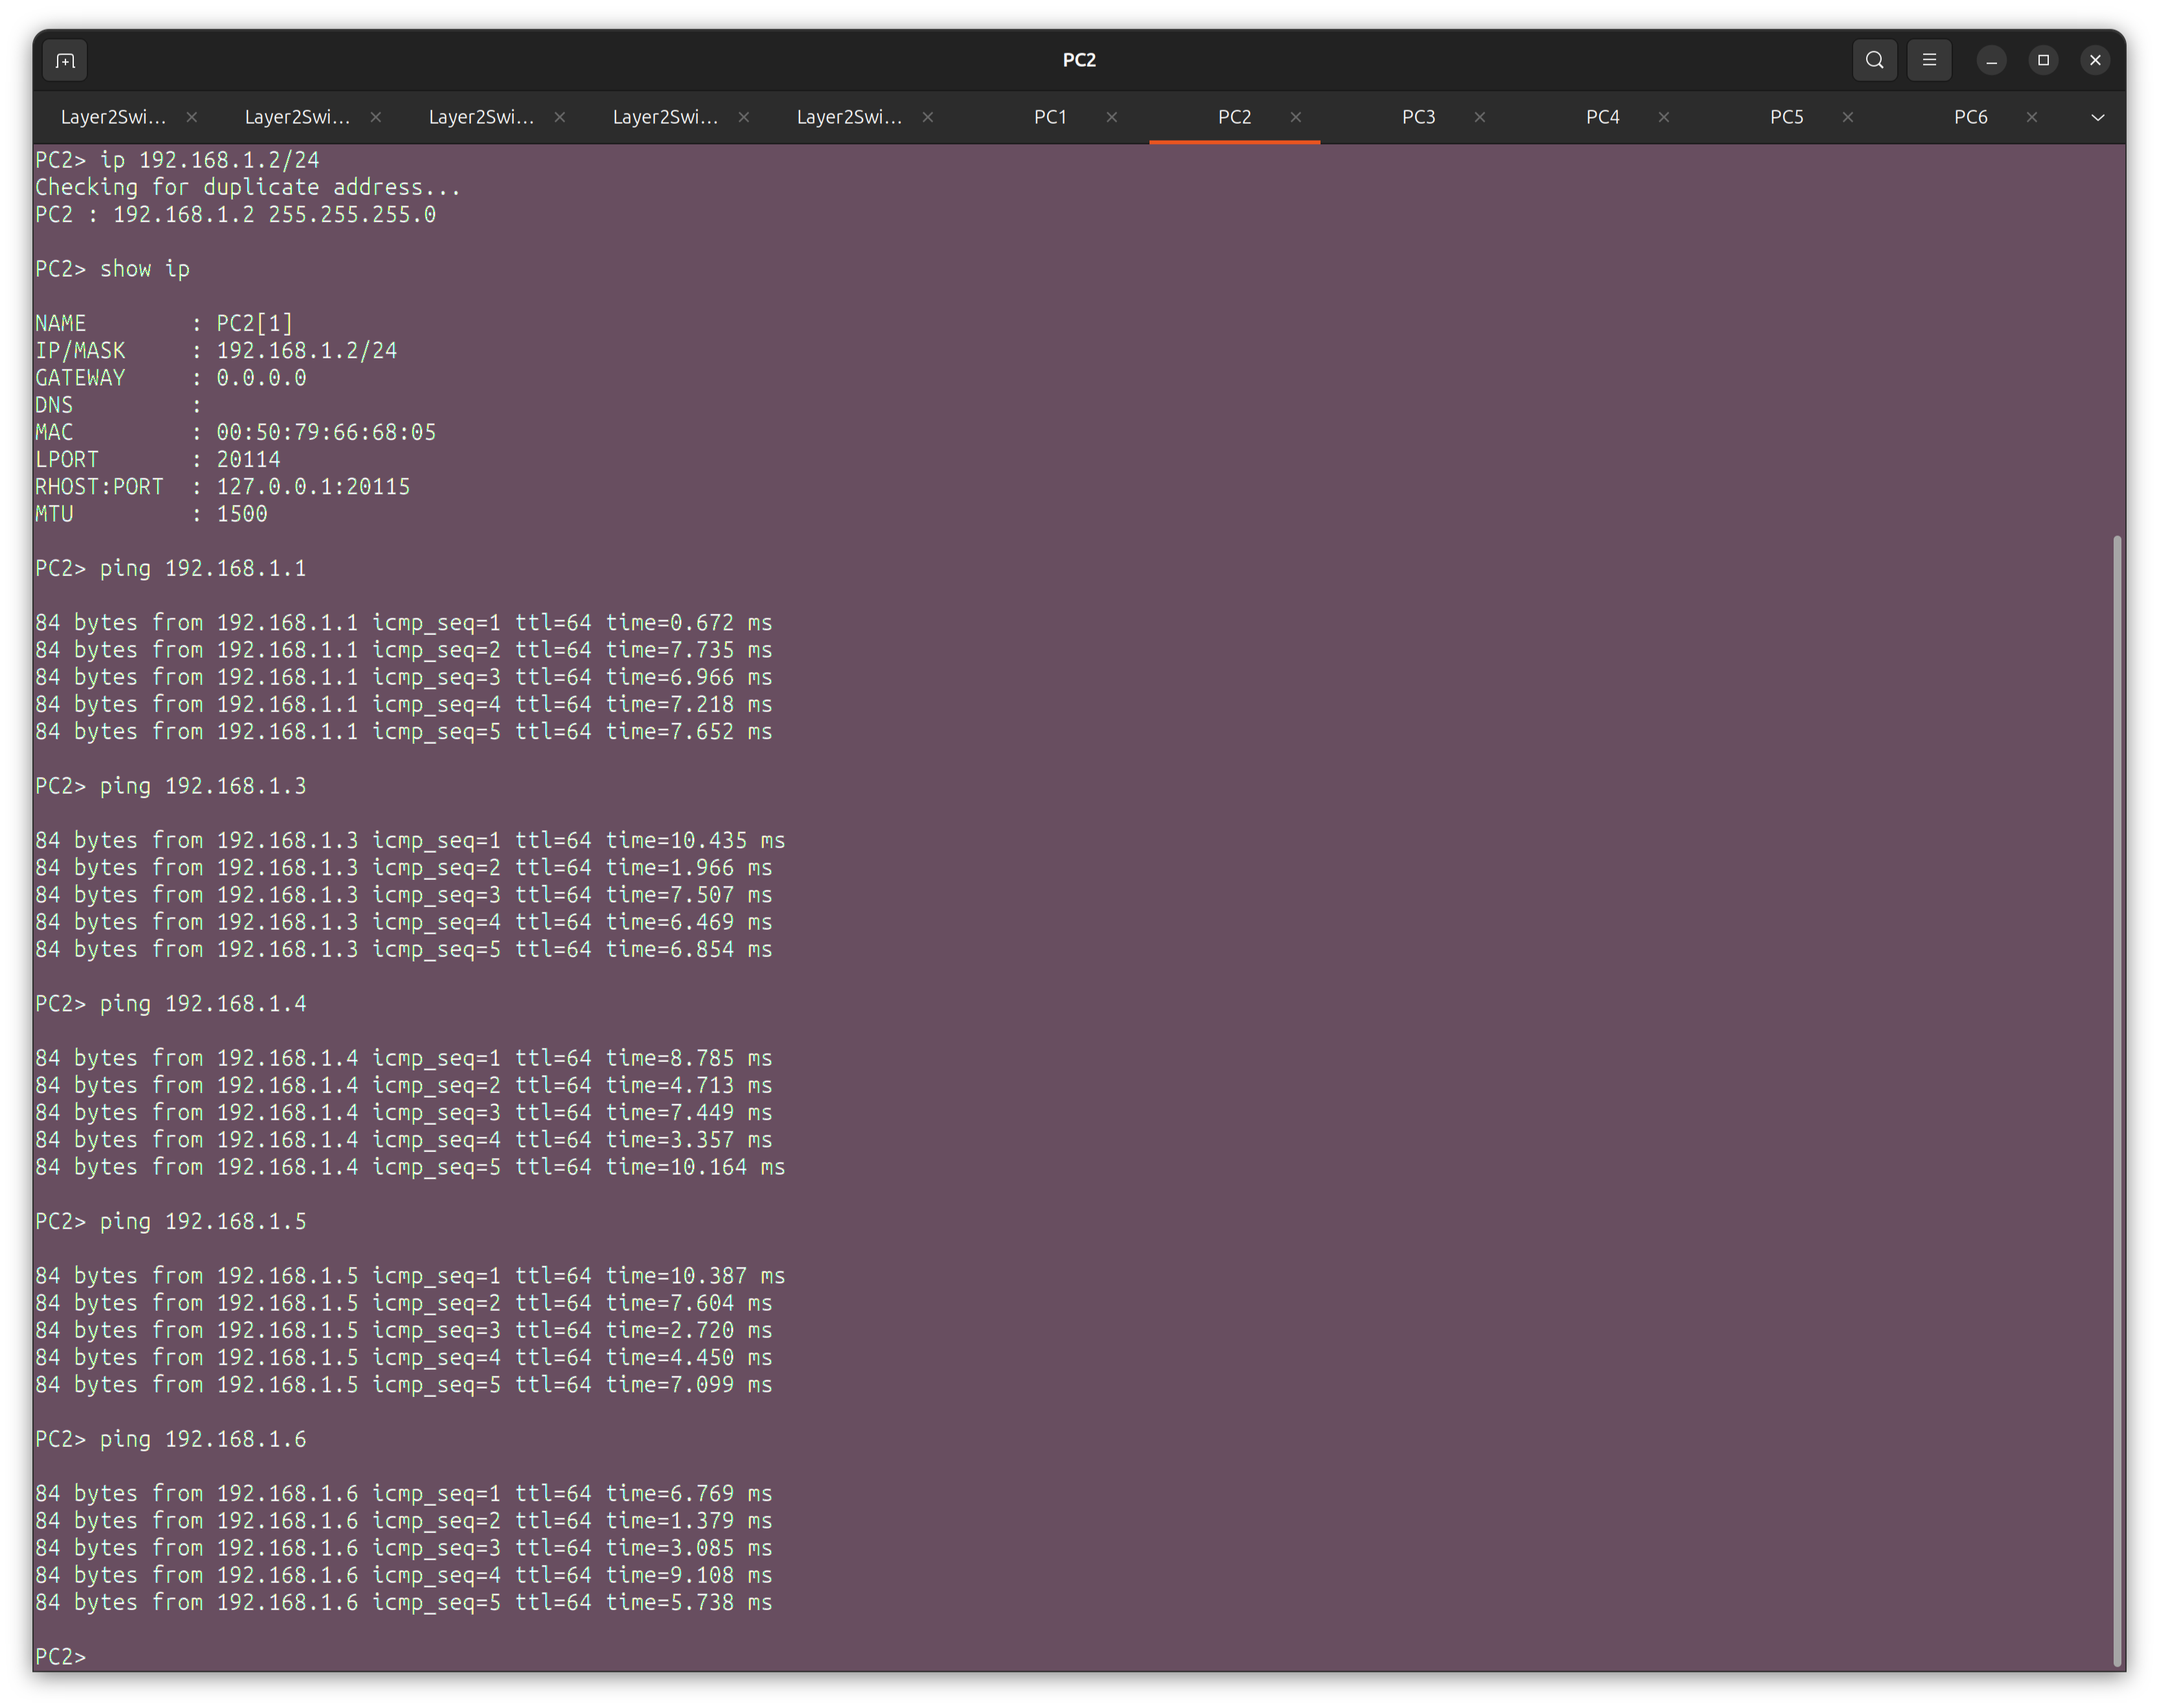 PC2
Layer2Swi...
Layer2Swi...
Layer2Swi...
Layer2Swi...
Layer2Swi...
PC1
PC2
PC3
PC4
PC5
PC6
PC2> ip 192.168.1.2/24
Checking for duplicate address...
PC2 : 192.168.1.2 255.255.255.0
PC2> show ip
NAME        : PC2[1]
IP/MASK     : 192.168.1.2/24
GATEWAY     : 0.0.0.0
DNS         :
MAC         : 00:50:79:66:68:05
LPORT       : 20114
RHOST:PORT  : 127.0.0.1:20115
MTU         : 1500
PC2> ping 192.168.1.1
84 bytes from 192.168.1.1 icmp_seq=1 ttl=64 time=0.672 ms
84 bytes from 192.168.1.1 icmp_seq=2 ttl=64 time=7.735 ms
84 bytes from 192.168.1.1 icmp_seq=3 ttl=64 time=6.966 ms
84 bytes from 192.168.1.1 icmp_seq=4 ttl=64 time=7.218 ms
84 bytes from 192.168.1.1 icmp_seq=5 ttl=64 time=7.652 ms
PC2> ping 192.168.1.3
84 bytes from 192.168.1.3 icmp_seq=1 ttl=64 time=10.435 ms
84 bytes from 192.168.1.3 icmp_seq=2 ttl=64 time=1.966 ms
84 bytes from 192.168.1.3 icmp_seq=3 ttl=64 time=7.507 ms
84 bytes from 192.168.1.3 icmp_seq=4 ttl=64 time=6.469 ms
84 bytes from 192.168.1.3 icmp_seq=5 ttl=64 time=6.854 ms
PC2> ping 192.168.1.4
84 bytes from 192.168.1.4 icmp_seq=1 ttl=64 time=8.785 ms
84 bytes from 192.168.1.4 icmp_seq=2 ttl=64 time=4.713 ms
84 bytes from 192.168.1.4 icmp_seq=3 ttl=64 time=7.449 ms
84 bytes from 192.168.1.4 icmp_seq=4 ttl=64 time=3.357 ms
84 bytes from 192.168.1.4 icmp_seq=5 ttl=64 time=10.164 ms
PC2> ping 192.168.1.5
84 bytes from 192.168.1.5 icmp_seq=1 ttl=64 time=10.387 ms
84 bytes from 192.168.1.5 icmp_seq=2 ttl=64 time=7.604 ms
84 bytes from 192.168.1.5 icmp_seq=3 ttl=64 time=2.720 ms
84 bytes from 192.168.1.5 icmp_seq=4 ttl=64 time=4.450 ms
84 bytes from 192.168.1.5 icmp_seq=5 ttl=64 time=7.099 ms
PC2> ping 192.168.1.6
84 bytes from 192.168.1.6 icmp_seq=1 ttl=64 time=6.769 ms
84 bytes from 192.168.1.6 icmp_seq=2 ttl=64 time=1.379 ms
84 bytes from 192.168.1.6 icmp_seq=3 ttl=64 time=3.085 ms
84 bytes from 192.168.1.6 icmp_seq=4 ttl=64 time=9.108 ms
84 bytes from 192.168.1.6 icmp_seq=5 ttl=64 time=5.738 ms
PC2>